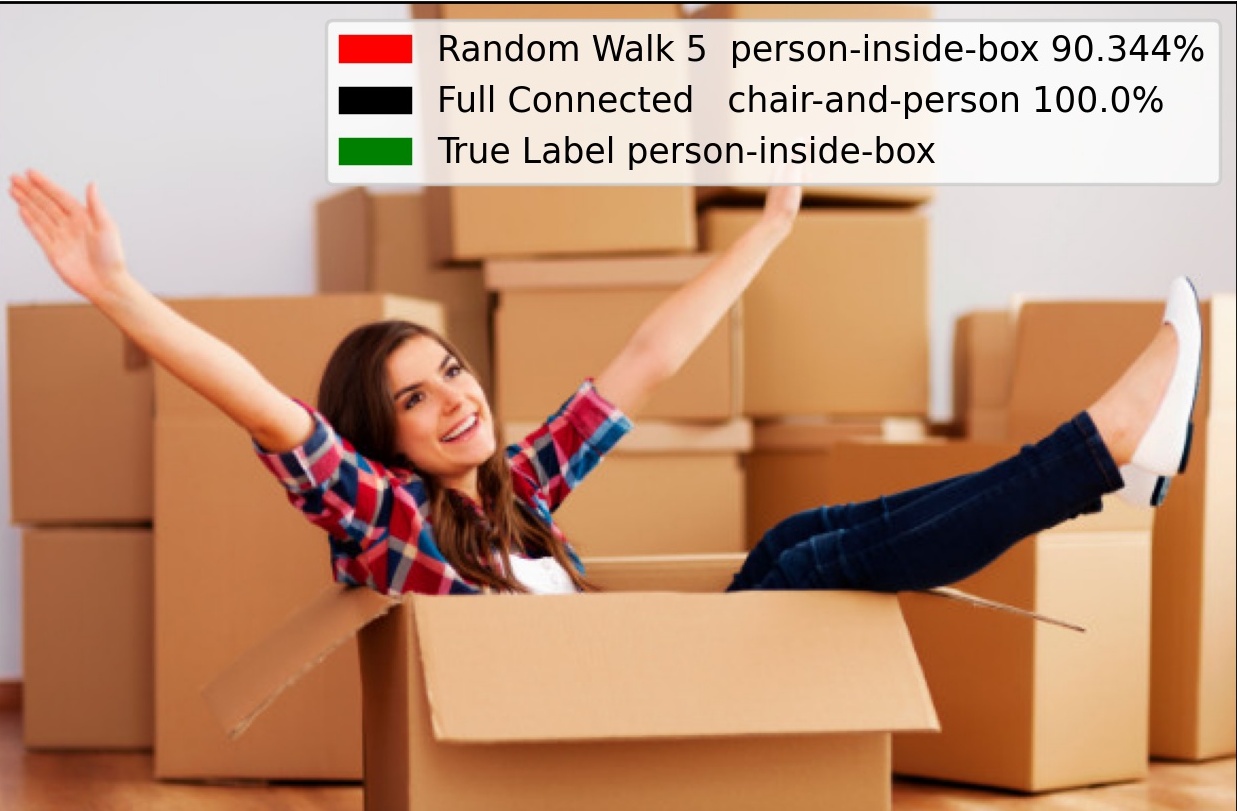 Random Walk 5 person-inside-box 90.344%
Full Connected chair-and-person 100.0%
True Label person-inside-box